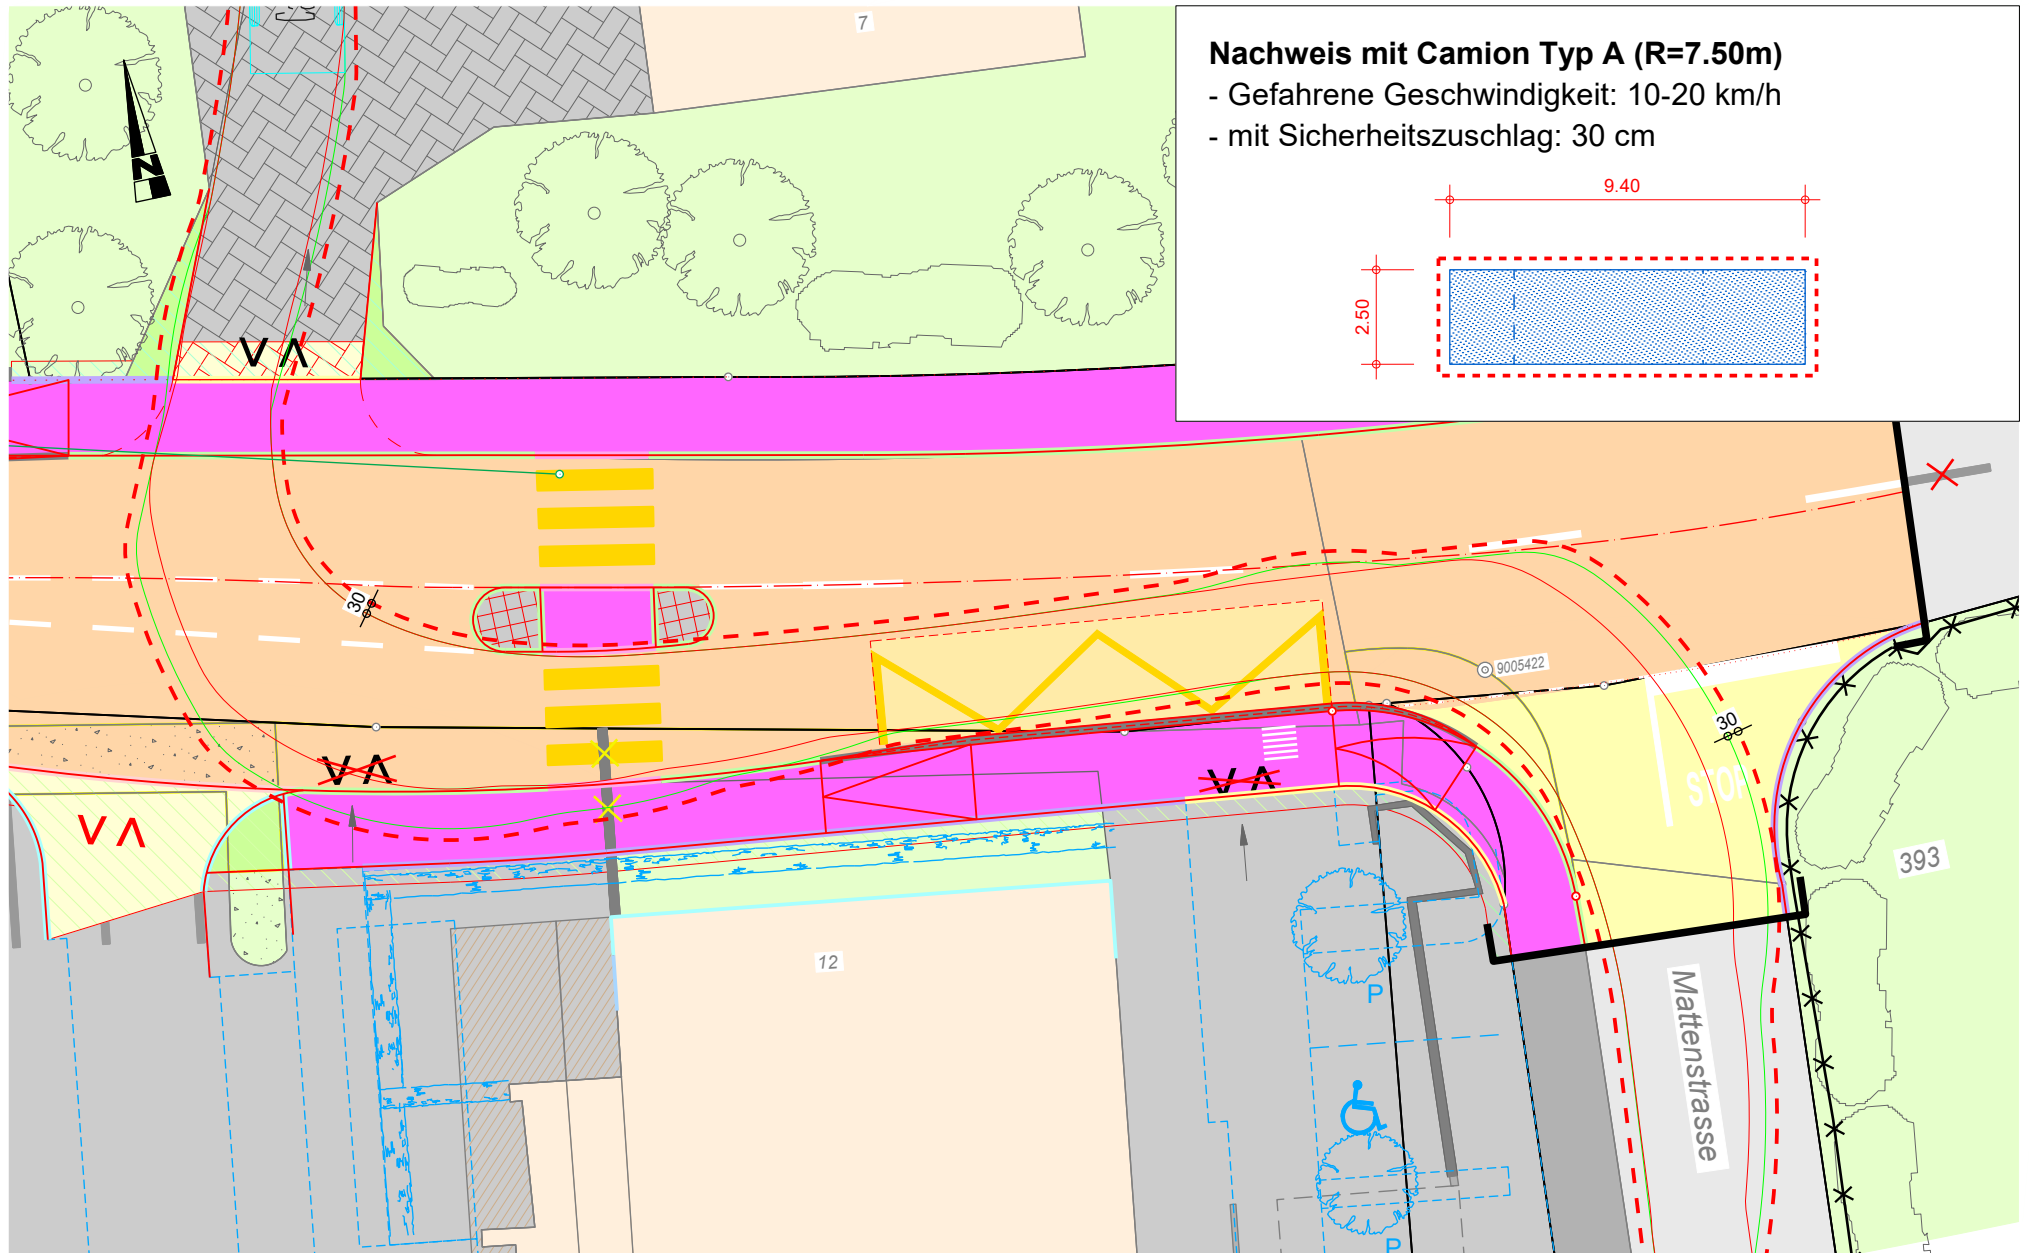 7
Nachweis mit Camion Typ A (R=7.50m)
- Gefahrene Geschwindigkeit: 10-20 km/h
- mit Sicherheitszuschlag: 30 cm
9.40
2.50
N
30
9005422
30
STOP
393
12
P
Mattenstrasse
P